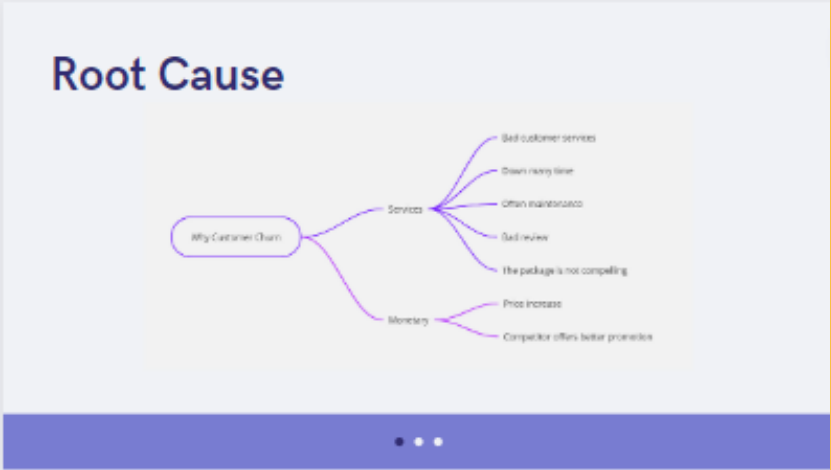 Root Cause
Bad customer services
Down many time
Services
Often maintenance
Why Customer Churn
Bad review
The package is not compelling
Price increase
Monetary
Competitor offers better promotion